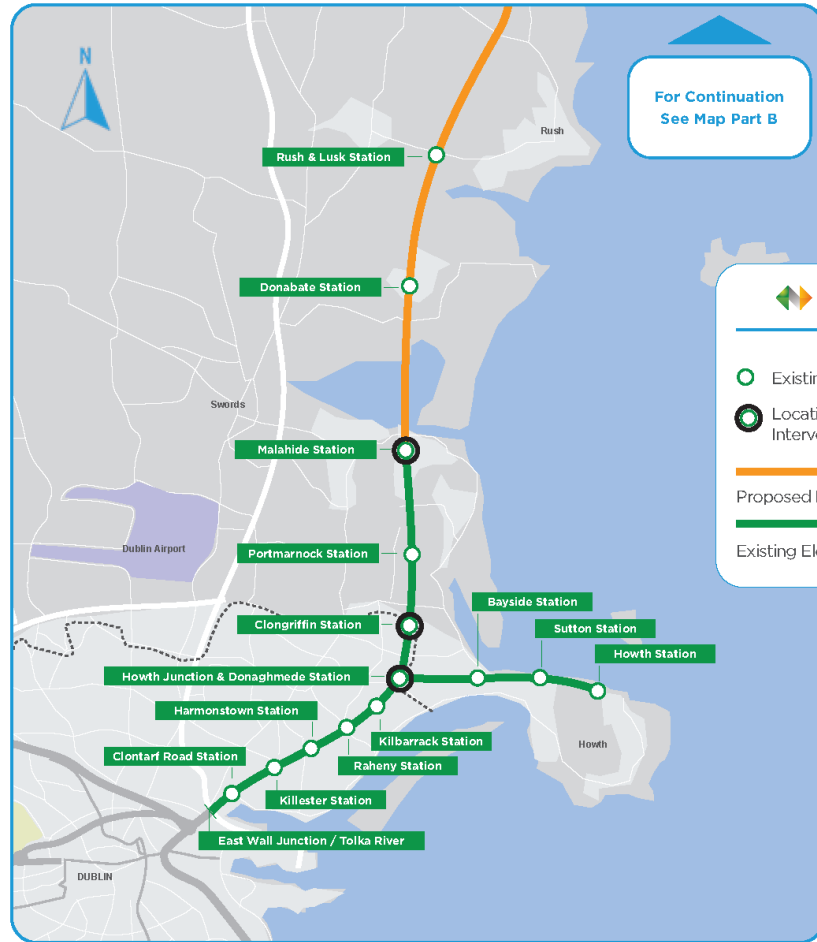 N
For Continuation
See Map Part B
Rush
Rush & Lusk Station
Donabate Station
Existin
Swords
Locati
Interv
Malahide Station
Proposed
Dublin Airport
Portmarnock Station
Existing El
Bayside Station
Clongriffin Station
Sutton Station
Howth Station
Howth Junction & Donaghmede Station
Harmonstown Station
Kilbarrack Station
Howth
Clontarf Road Station
Raheny Station
Killester Station
East Wall Junction / Tolka River
DUBLIN